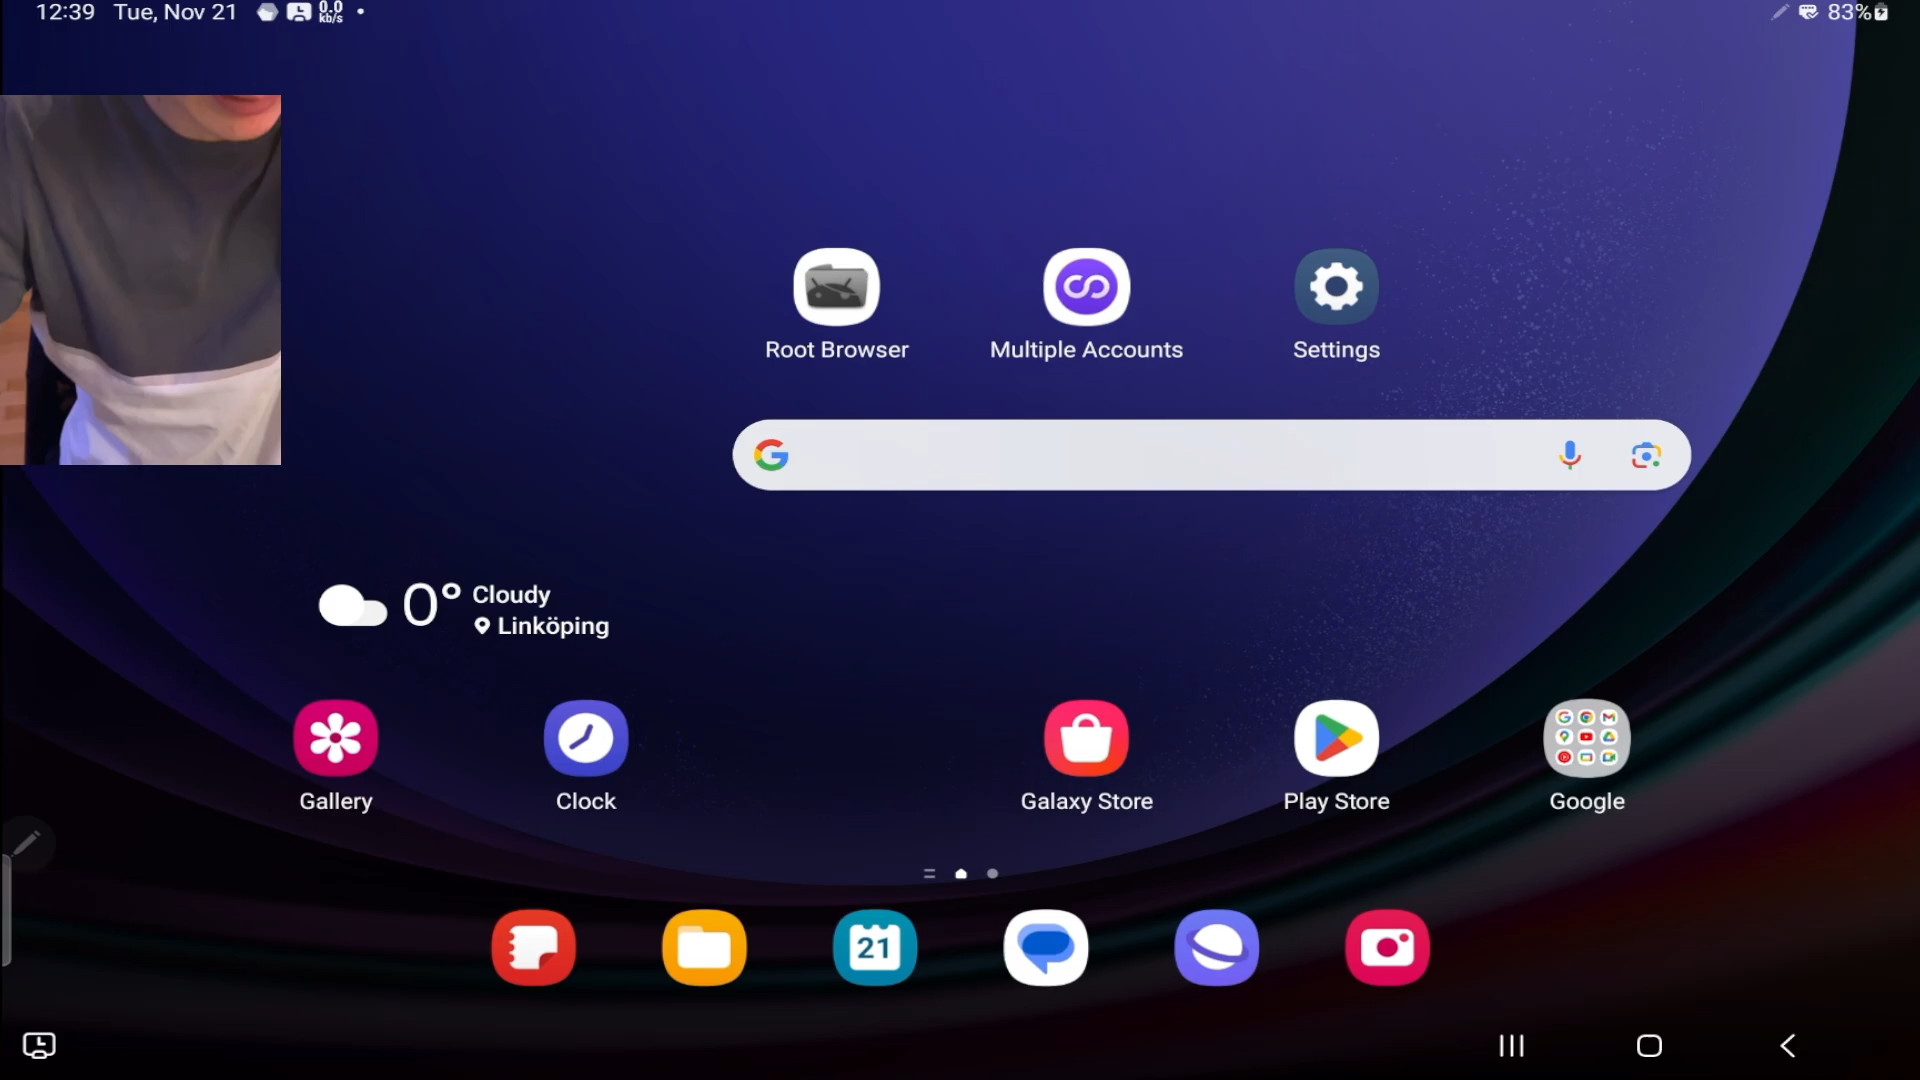 12:39 Tue, Nov 21 0.0 kb/s 83%
Root Browser
Multiple Accounts
Settings
0° Cloudy
Linköping
Gallery
Clock
Galaxy Store
Play Store
Google
21